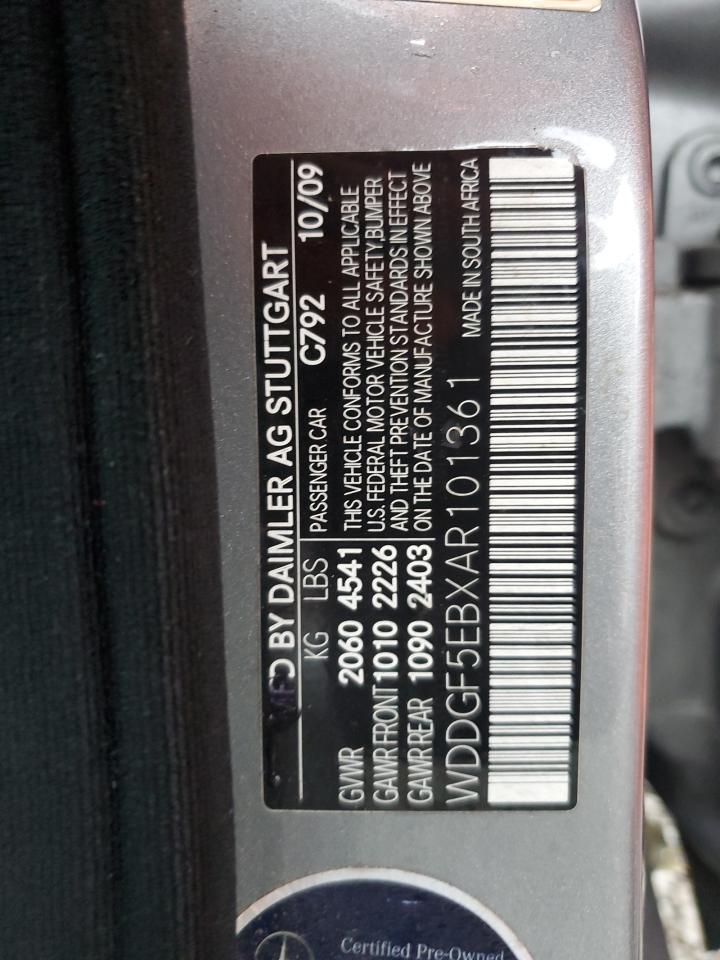 MFD BY DAIMLER AG STUTTGART
KG LBS
GVWR 2060 4541
GAWR FRONT 1010 2226
GAWR REAR 1090 2403
PASSENGER CAR C792 10/09
THIS VEHICLE CONFORMS TO ALL APPLICABLE
U.S. FEDERAL MOTOR VEHICLE SAFETY, BUMPER
AND THEFT PREVENTION STANDARDS IN EFFECT
ON THE DATE OF MANUFACTURE SHOWN ABOVE
WDDGF5EBXAR101361 MADE IN SOUTH AFRICA
Certified Pre-Owned